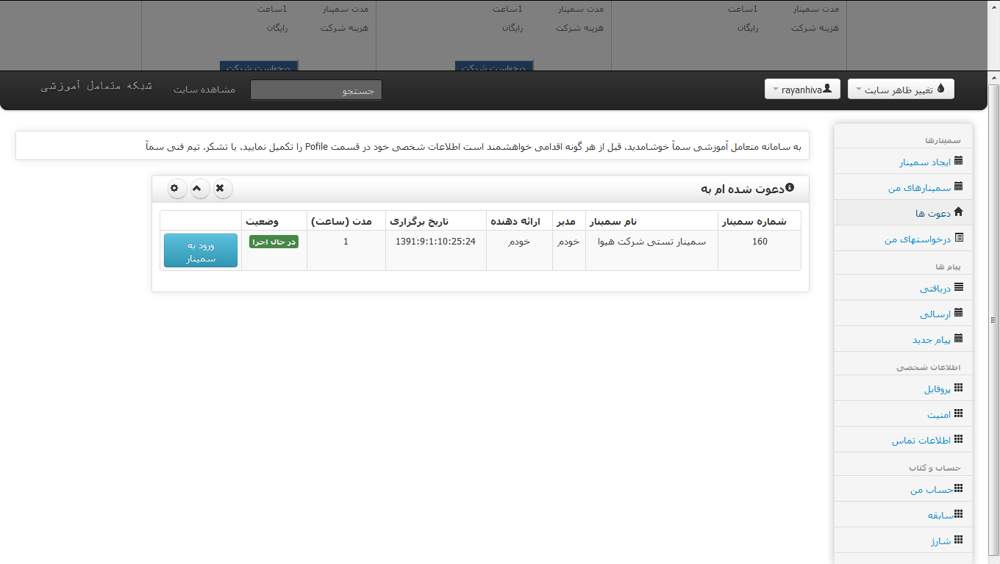 مدت سمینار 1ساعت مدت سمینار 1ساعت مدت سمینار 1ساعت
هزینه شرکت رایگان هزینه شرکت رایگان هزینه شرکت رایگان
درخواست شرکت درخواست شرکت
تغییر ظاهر سایت rayanhiva جستجو مشاهده سایت شبکه متعامل آموزشی
سمینارها
ایجاد سمینار
سمینارهای من
دعوت ها
درخواستهای من
پیام ها
دریافتی
ارسالی
پیام جدید
اطلاعات شخصی
پروفایل
امنیت
اطلاعات تماس
حساب و کتاب
حساب من
سابقه
شارژ
به سامانه متعامل آموزشی سمآ خوشامدید. قبل از هر گونه اقدامی خواهشمند است اطلاعات شخصی خود در قسمت Pofile را تکمیل نمایید. با تشکر. تیم فنی سمآ
دعوت شده ام به
شماره سمینار نام سمینار مدیر ارائه دهنده تاریخ برگزاری مدت (ساعت) وضعیت
160 سمینار تستی شرکت هیوا خودم خودم 1391:9:1:10:25:24 1 در حال اجرا ورود به
سمینار